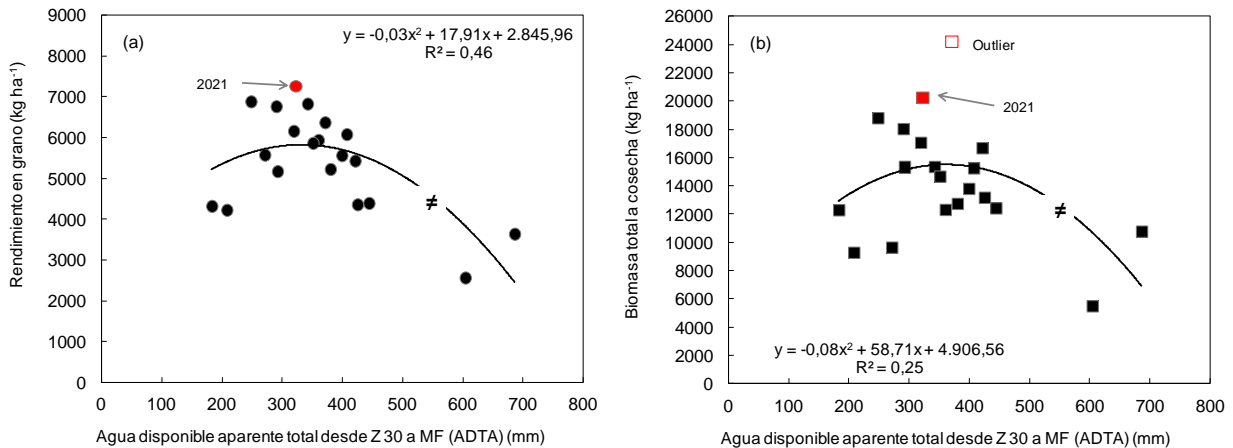 (a)
y = -0,03x² + 17,91x + 2.845,96
R² = 0,46
2021
≠
Rendimiento en grano (kg ha⁻¹)
9000
8000
7000
6000
5000
4000
3000
2000
1000
0
0 100 200 300 400 500 600 700 800
Agua disponible aparente total desde Z 30 a MF (ADTA) (mm)
(b)
Outlier
2021
≠
y = -0,08x² + 58,71x + 4.906,56
R² = 0,25
Biomasa total a cosecha (kg ha⁻¹)
26000
24000
22000
20000
18000
16000
14000
12000
10000
8000
6000
4000
2000
0
0 100 200 300 400 500 600 700 800
Agua disponible aparente total desde Z 30 a MF (ADTA) (mm)